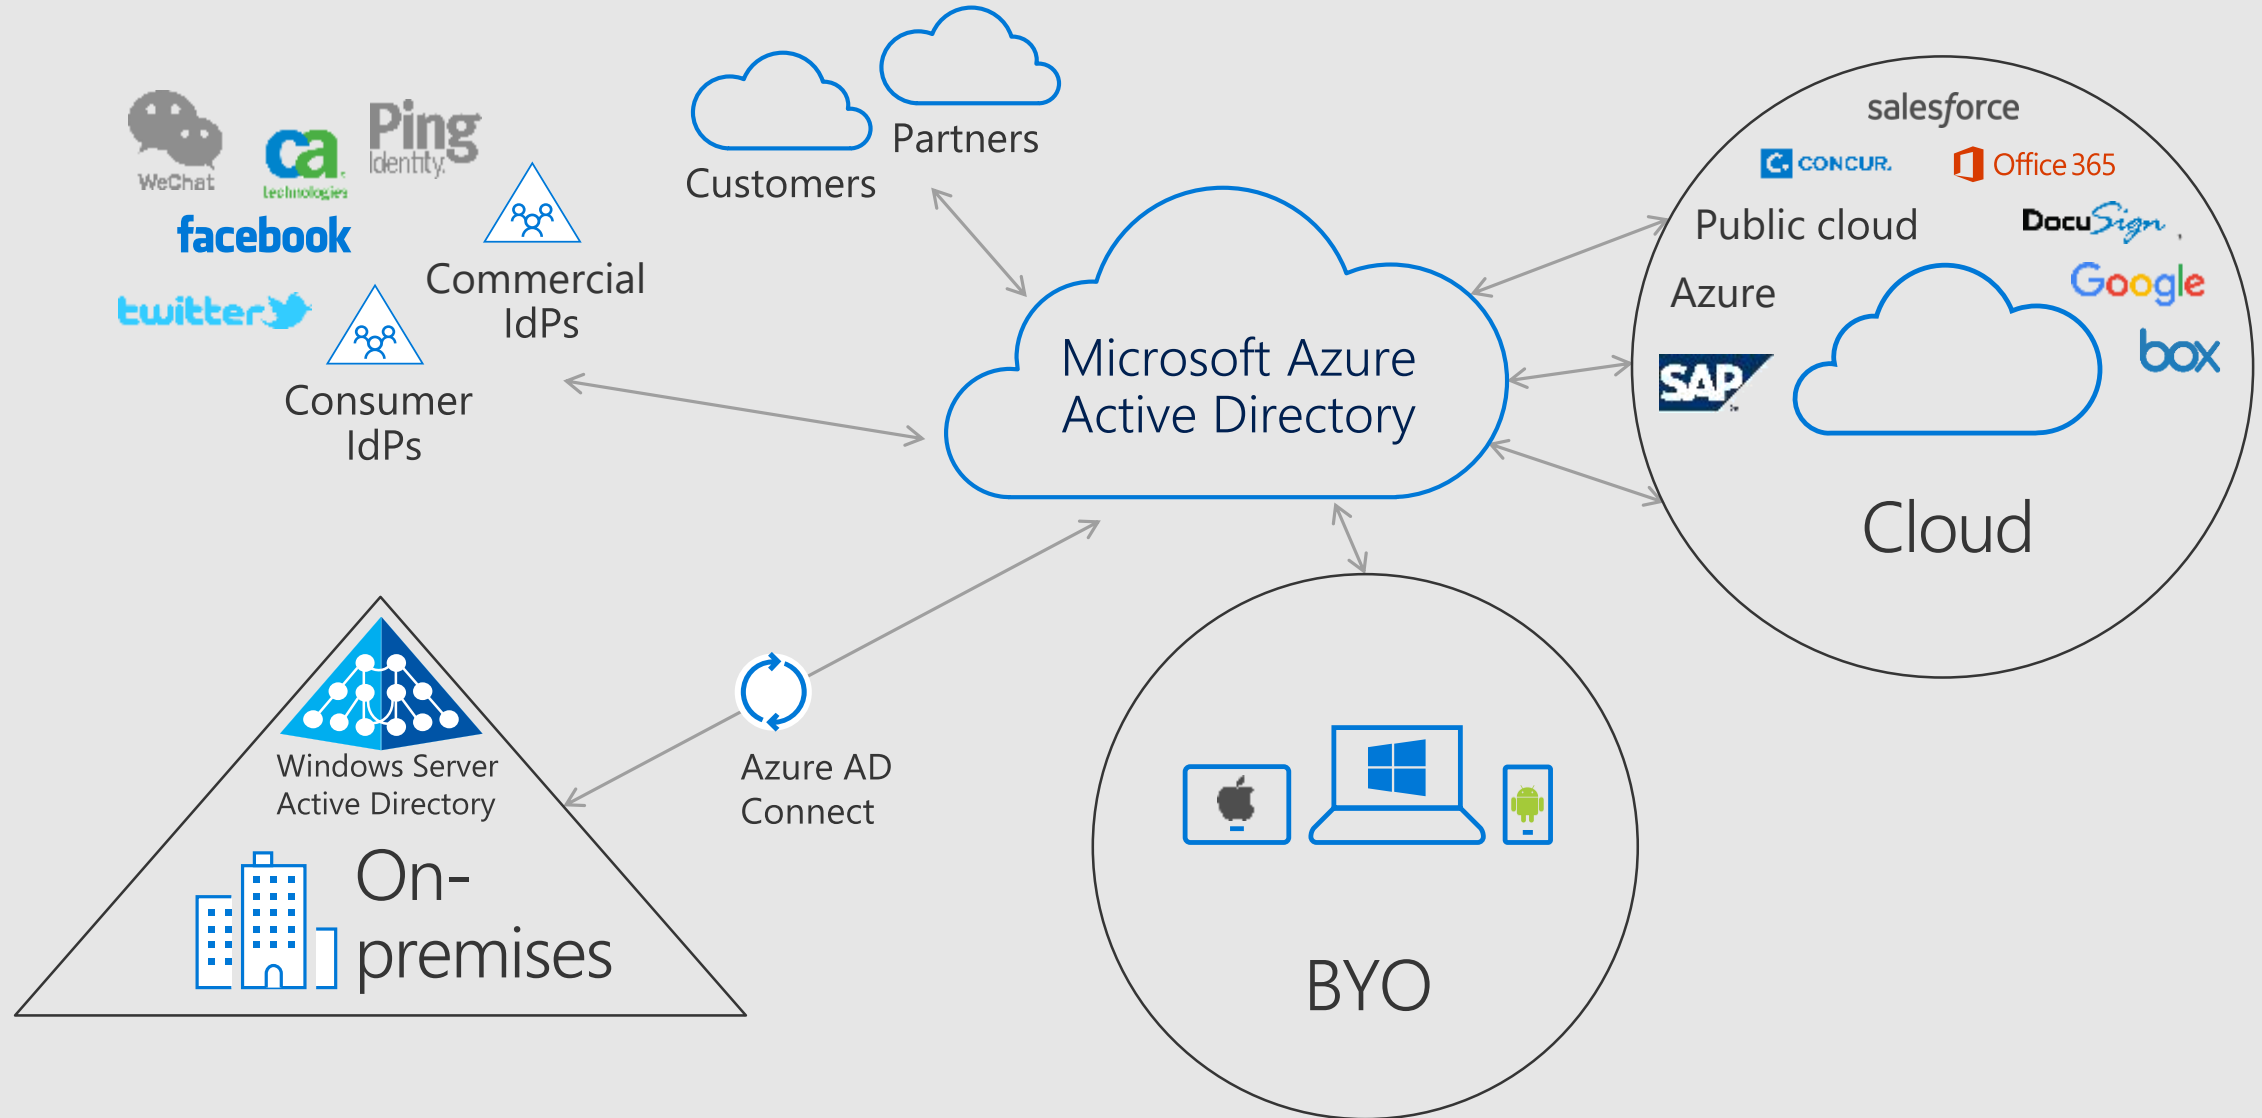 WeChat
ca
technologies
Ping
Identity.
facebook
twitter
Commercial
IdPs
Consumer
IdPs
Customers
Partners
Microsoft Azure
Active Directory
salesforce
CONCUR.
Office 365
Public cloud
DocuSign
Azure
Google
SAP
box
Cloud
Windows Server
Active Directory
On-
premises
Azure AD
Connect
BYO